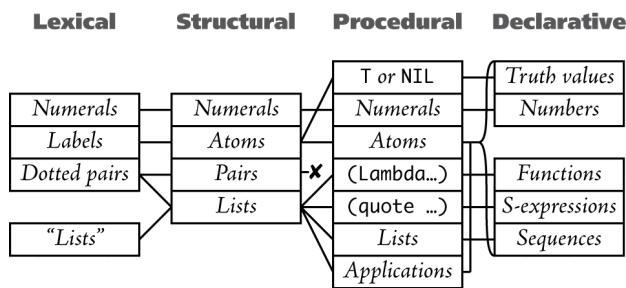 Lexical Structural Procedural Declarative
T or NIL Truth values
Numerals Numerals Numerals Numbers
Labels Atoms Atoms
Dotted pairs Pairs ✘ (Lambda…) Functions
Lists (quote …) S-expressions
“Lists” Lists Sequences
Applications